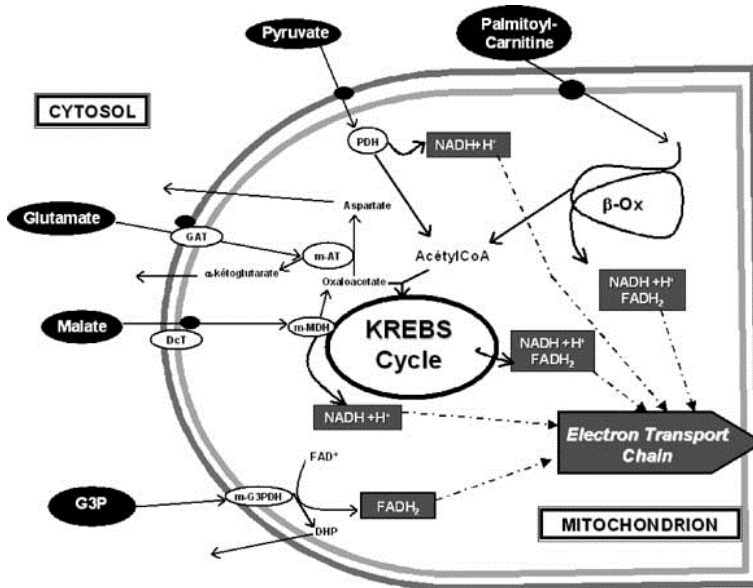 Pyruvate
Palmitoyl-
Carnitine
CYTOSOL
PDH
NADH+H⁺
β-Ox
Aspartate
Glutamate
GAT
m-AT
AcétylCoA
α-kétoglutarate
Oxaloacetate
NADH +H⁺
FADH₂
Malate
DcT
m-MDH
KREBS
Cycle
NADH +H⁺
FADH₂
NADH +H⁺
Electron Transport
Chain
FAD⁺
G3P
m-G3PDH
FADH₂
DHP
MITOCHONDRION